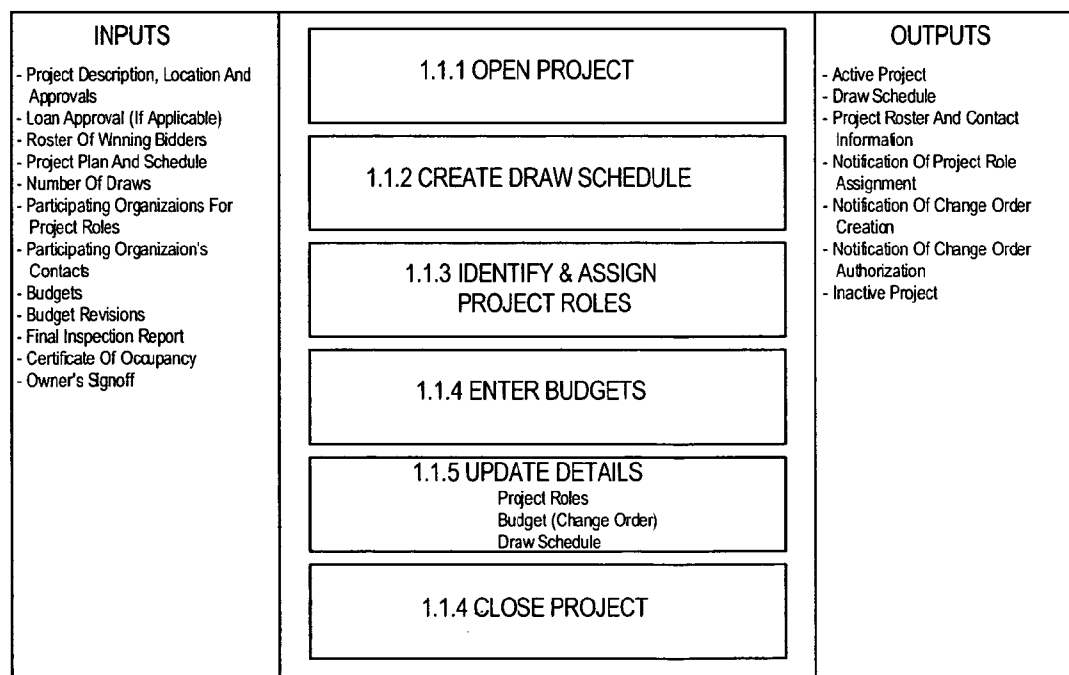 INPUTS
- Project Description, Location And
Approvals
- Loan Approval (If Applicable)
- Roster Of Winning Bidders
- Project Plan And Schedule
- Number Of Draws
- Participating Organizaions For
Project Roles
- Participating Organizaion's
Contacts
- Budgets
- Budget Revisions
- Final Inspection Report
- Certificate Of Occupancy
- Owner's Signoff
1.1.1 OPEN PROJECT
1.1.2 CREATE DRAW SCHEDULE
1.1.3 IDENTIFY & ASSIGN
PROJECT ROLES
1.1.4 ENTER BUDGETS
1.1.5 UPDATE DETAILS
Project Roles
Budget (Change Order)
Draw Schedule
1.1.4 CLOSE PROJECT
OUTPUTS
- Active Project
- Draw Schedule
- Project Roster And Contact
Information
- Notification Of Project Role
Assignment
- Notification Of Change Order
Creation
- Notification Of Change Order
Authorization
- Inactive Project